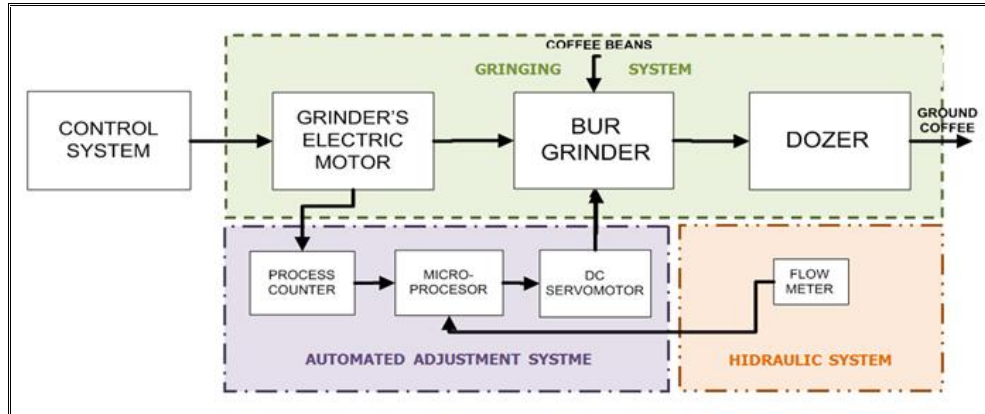 COFFEE BEANS
GRINGING SYSTEM
CONTROL
SYSTEM
GRINDER'S
ELECTRIC
MOTOR
BUR
GRINDER
DOZER
GROUND
COFFEE
PROCESS
COUNTER
MICRO-
PROCESOR
DC
SERVOMOTOR
FLOW
METER
AUTOMATED ADJUSTMENT SYSTME
HIDRAULIC SYSTEM